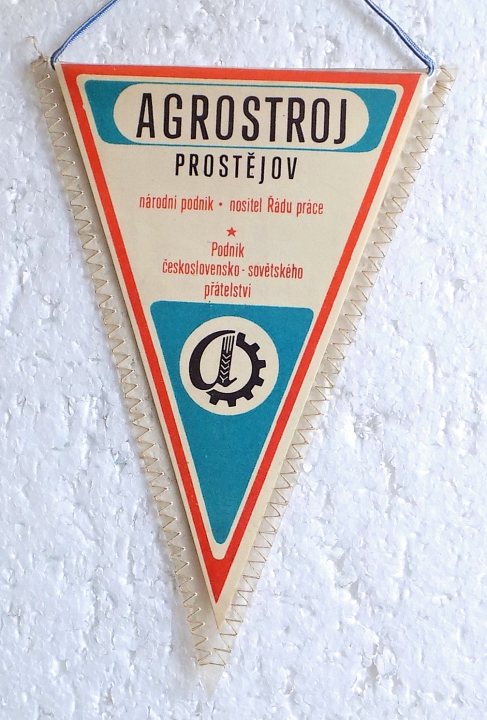 AGROSTROJ
PROSTĚJOV
národní podnik • nositel Řádu práce
Podnik
československo - sovětského
přátelství